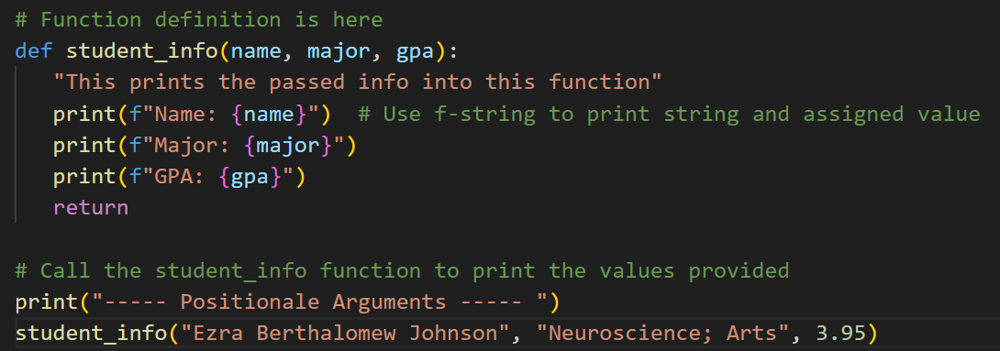 # Function definition is here
def student_info(name, major, gpa):
   "This prints the passed info into this function"
   print(f"Name: {name}")  # Use f-string to print string and assigned value
   print(f"Major: {major}")
   print(f"GPA: {gpa}")
   return

# Call the student_info function to print the values provided
print("----- Positionale Arguments ----- ")
student_info("Ezra Berthalomew Johnson", "Neuroscience; Arts", 3.95)